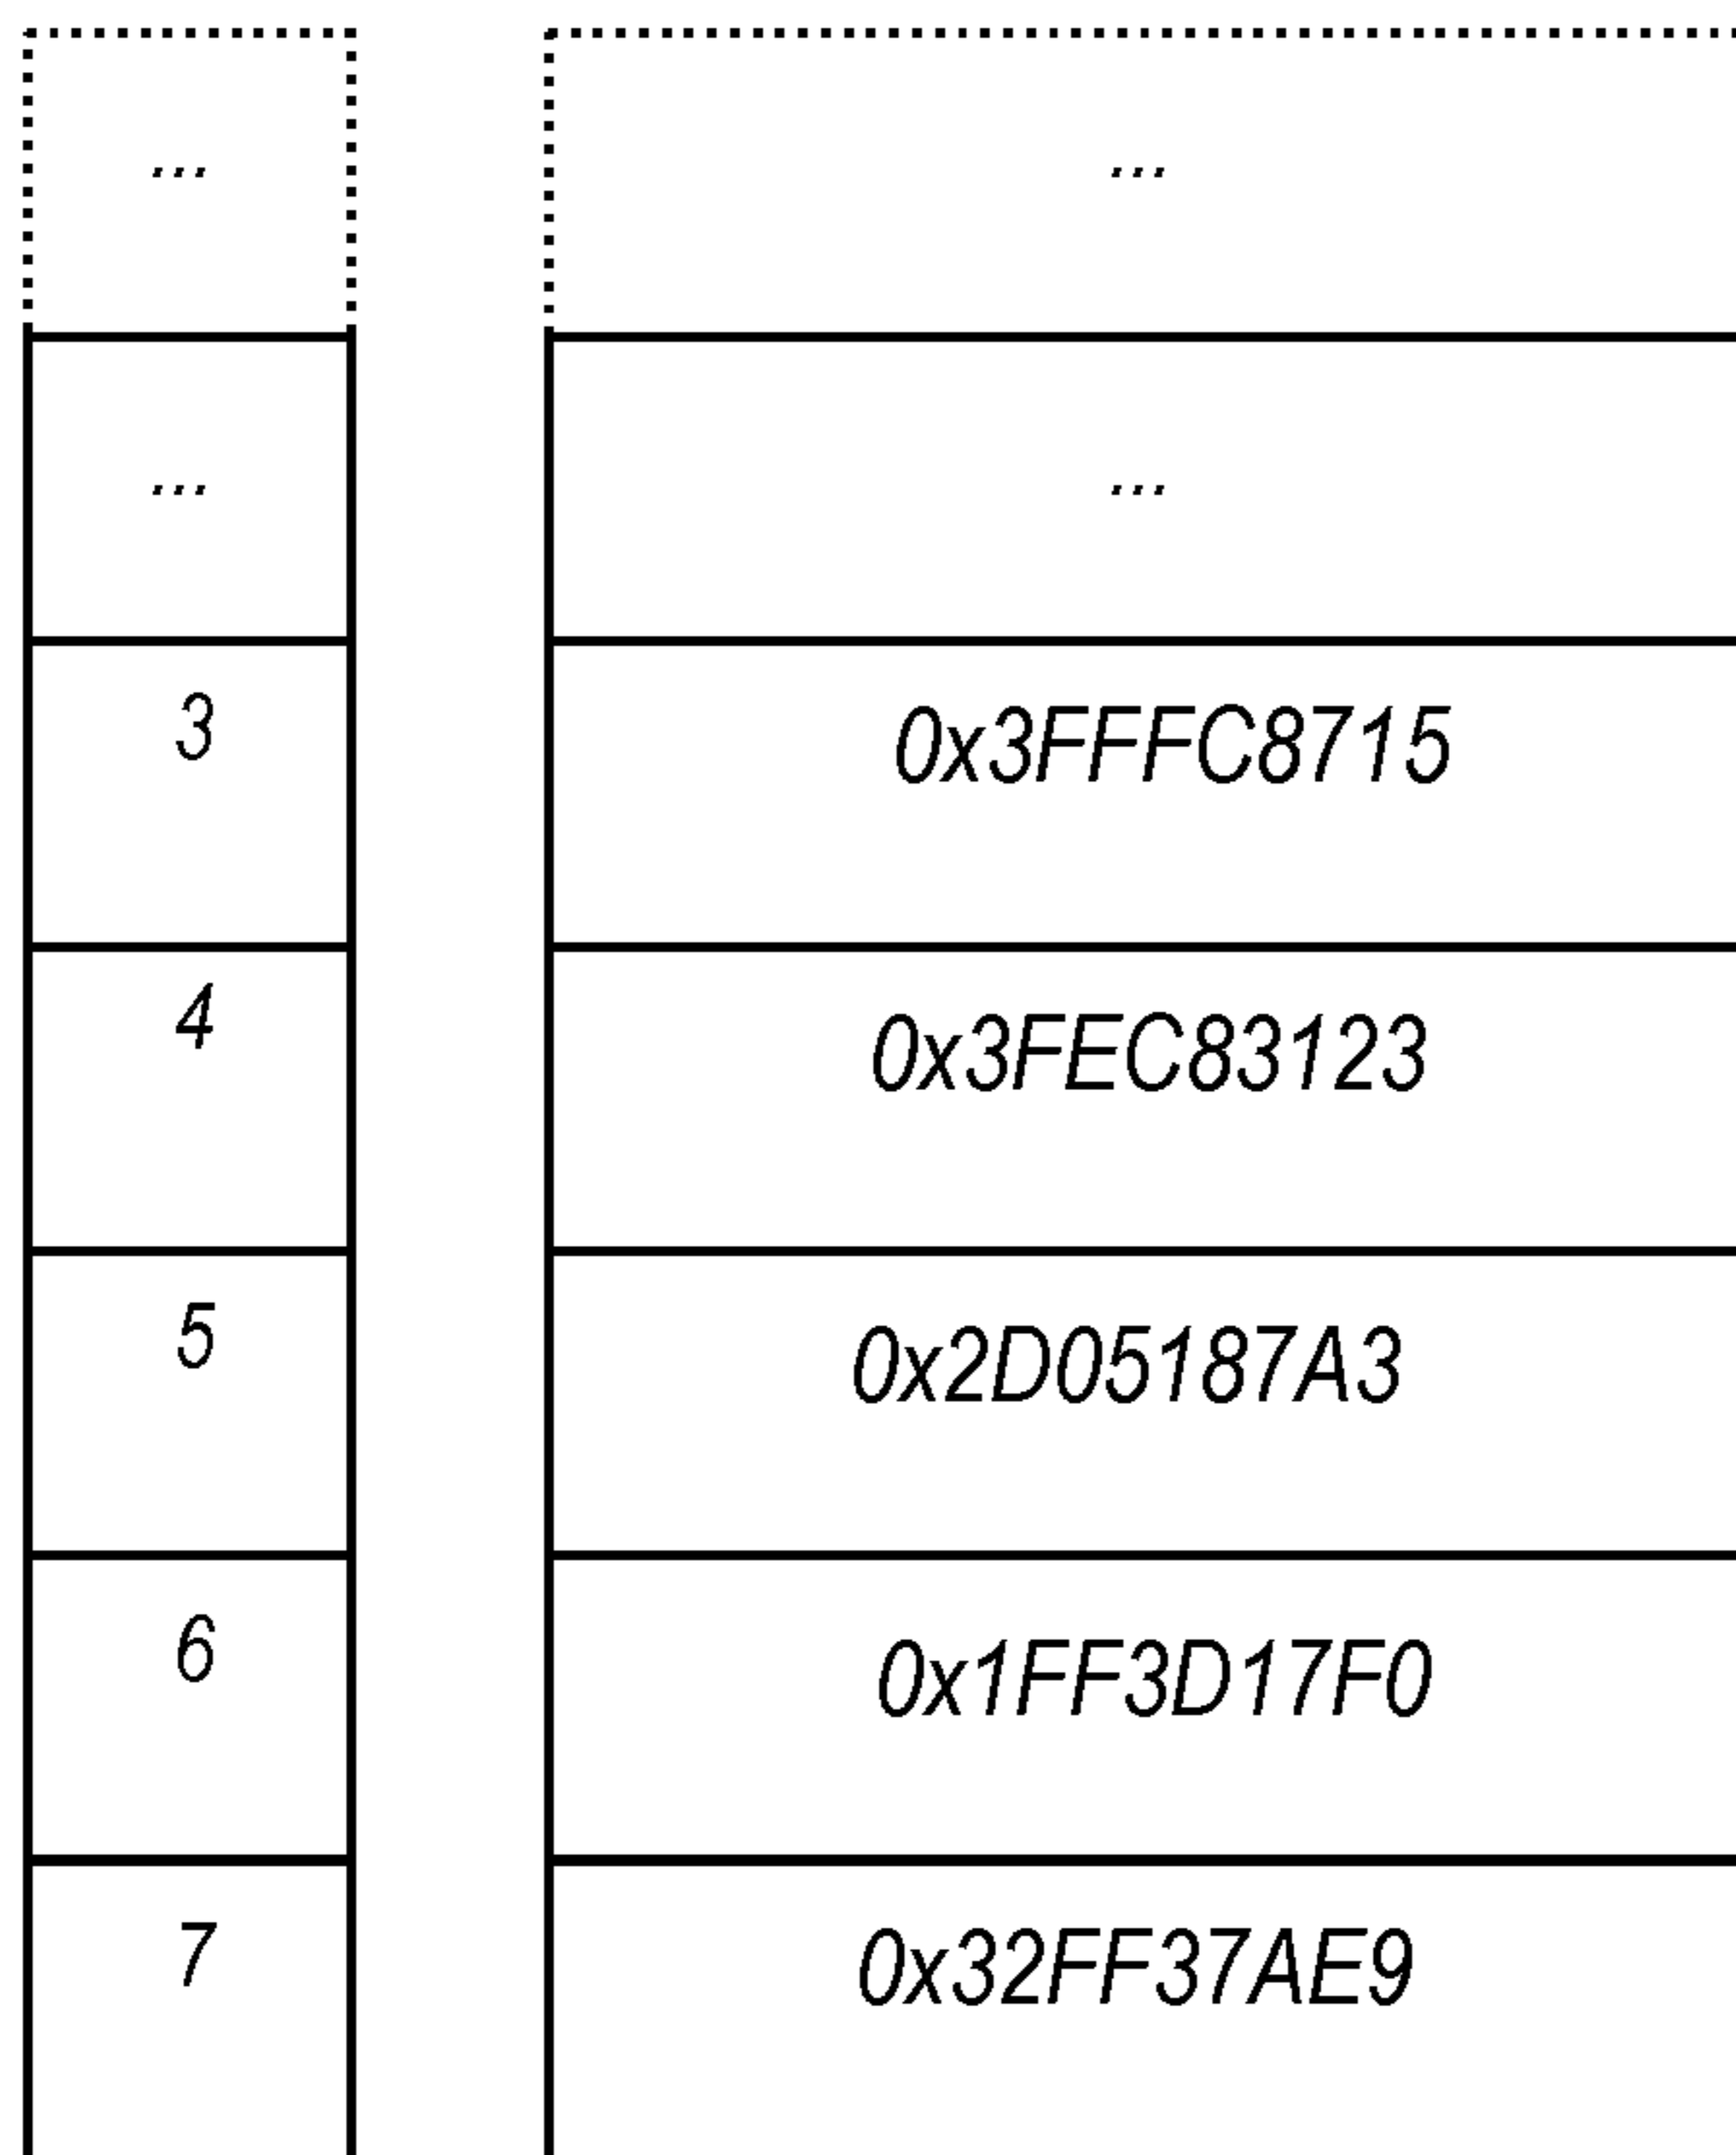 ... ...
... ...
3 0x3FFFC8715
4 0x3FEC83123
5 0x2D05187A3
6 0x1FF3D17F0
7 0x32FF37AE9